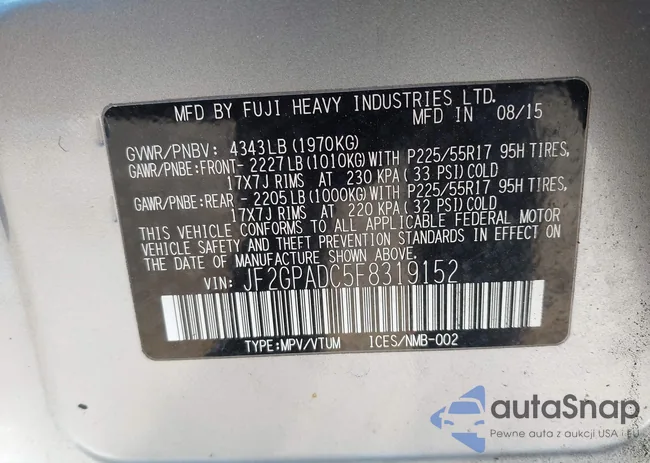 MFD BY FUJI HEAVY INDUSTRIES LTD.
MFD IN 08/15
GVWR/PNBV: 4343LB(1970KG)
GAWR/PNBE:FRONT- 2227LB(1010KG)WITH P225/55R17 95H TIRES,
17X7J RIMS AT 230 KPA(33 PSI)COLD
GAWR/PNBE:REAR - 2205LB(1000KG)WITH P225/55R17 95H TIRES,
17X7J RIMS AT 220 KPA(32 PSI)COLD
THIS VEHICLE CONFORMS TO ALL APPLICABLE FEDERAL MOTOR
VEHICLE SAFETY AND THEFT PREVENTION STANDARDS IN EFFECT
ON THE DATE OF MANUFACTURE SHOWN ABOVE.
VIN: JF2GPADC5F8319152
TYPE:MPV/VTUM ICES/NMB-002
autaSnap
Pewne auta z aukcji USA i EU